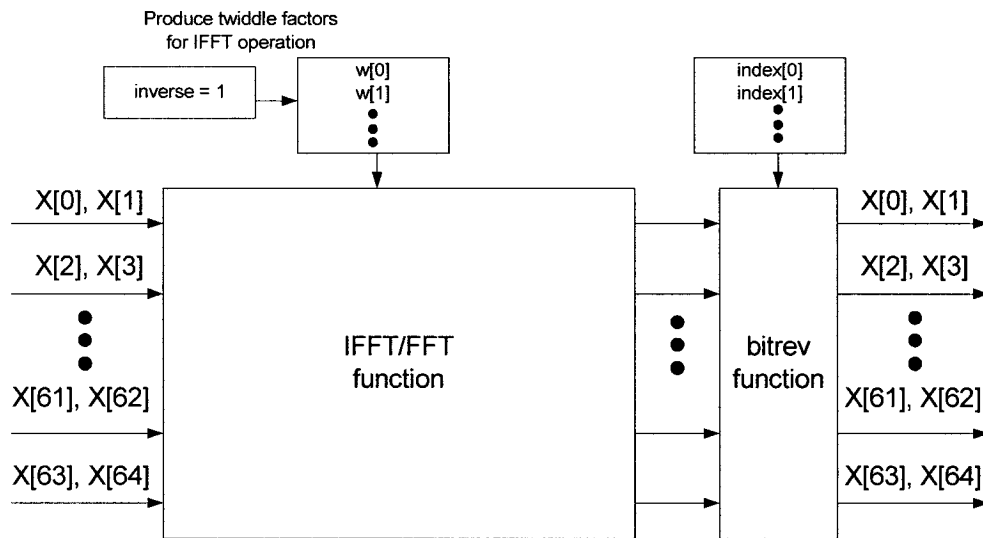 Produce twiddle factors
for IFFT operation
inverse = 1
w[0]
w[1]
index[0]
index[1]
X[0], X[1]
X[2], X[3]
X[61], X[62]
X[63], X[64]
IFFT/FFT
function
bitrev
function
X[0], X[1]
X[2], X[3]
X[61], X[62]
X[63], X[64]